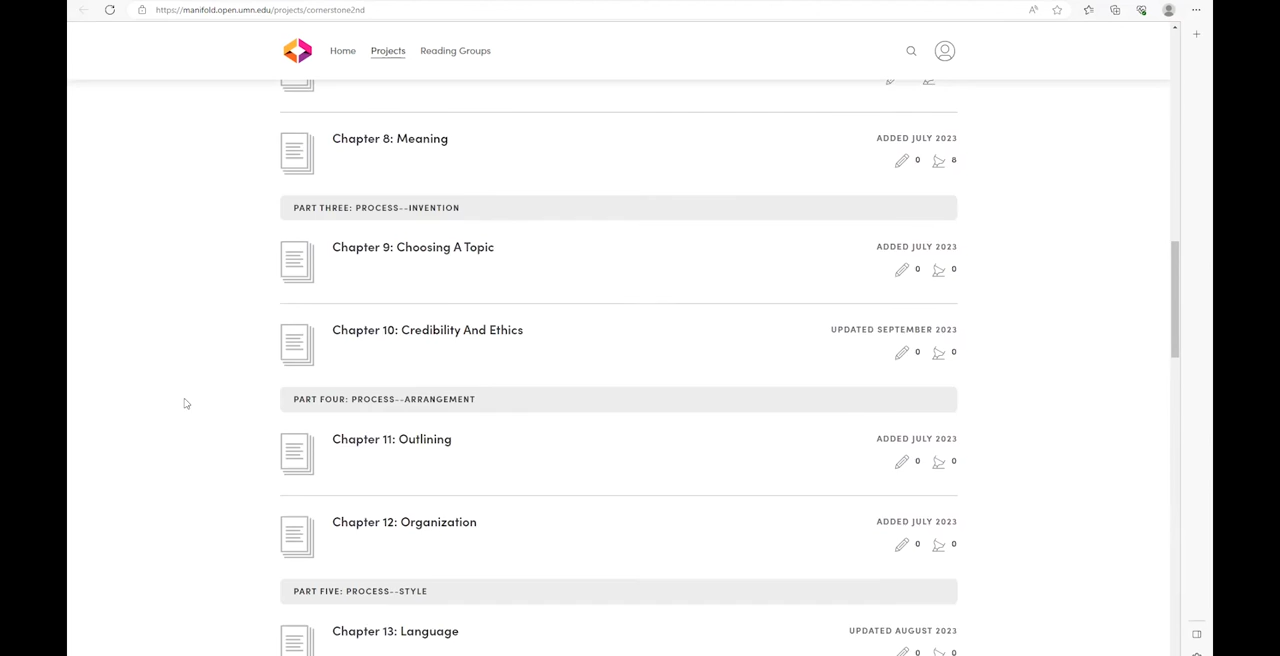 https://manifold.open.umn.edu/projects/cornerstone2nd
Home Projects Reading Groups
Chapter 8: Meaning
ADDED JULY 2023
0 8
PART THREE: PROCESS--INVENTION
Chapter 9: Choosing A Topic
ADDED JULY 2023
0 0
Chapter 10: Credibility And Ethics
UPDATED SEPTEMBER 2023
0 0
PART FOUR: PROCESS--ARRANGEMENT
Chapter 11: Outlining
ADDED JULY 2023
0 0
Chapter 12: Organization
ADDED JULY 2023
0 0
PART FIVE: PROCESS--STYLE
Chapter 13: Language
UPDATED AUGUST 2023
0 0